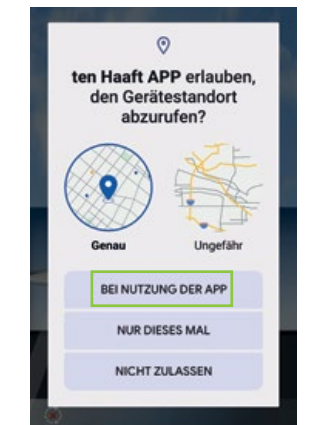 ten Haaft APP erlauben,
den Gerätestandort
abzurufen?
Genau
Ungefähr
BEI NUTZUNG DER APP
NUR DIESES MAL
NICHT ZULASSEN